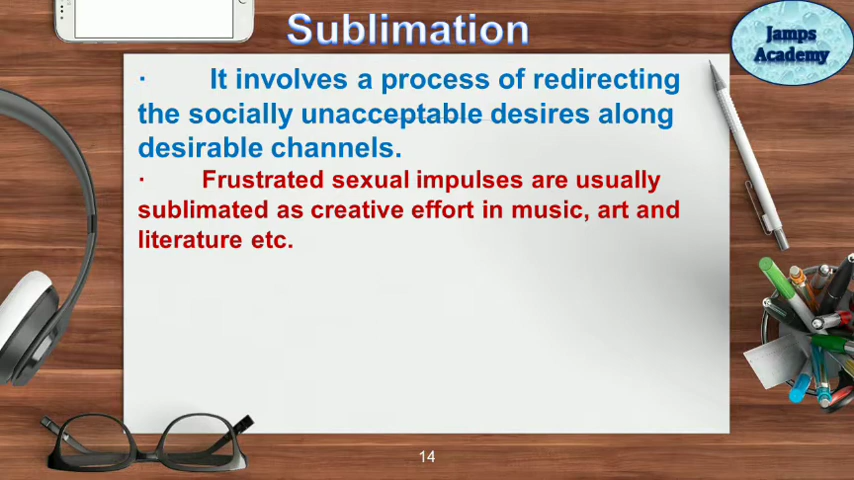 Sublimation
Jamps
Academy
· It involves a process of redirecting
the socially unacceptable desires along
desirable channels.
· Frustrated sexual impulses are usually
sublimated as creative effort in music, art and
literature etc.
14